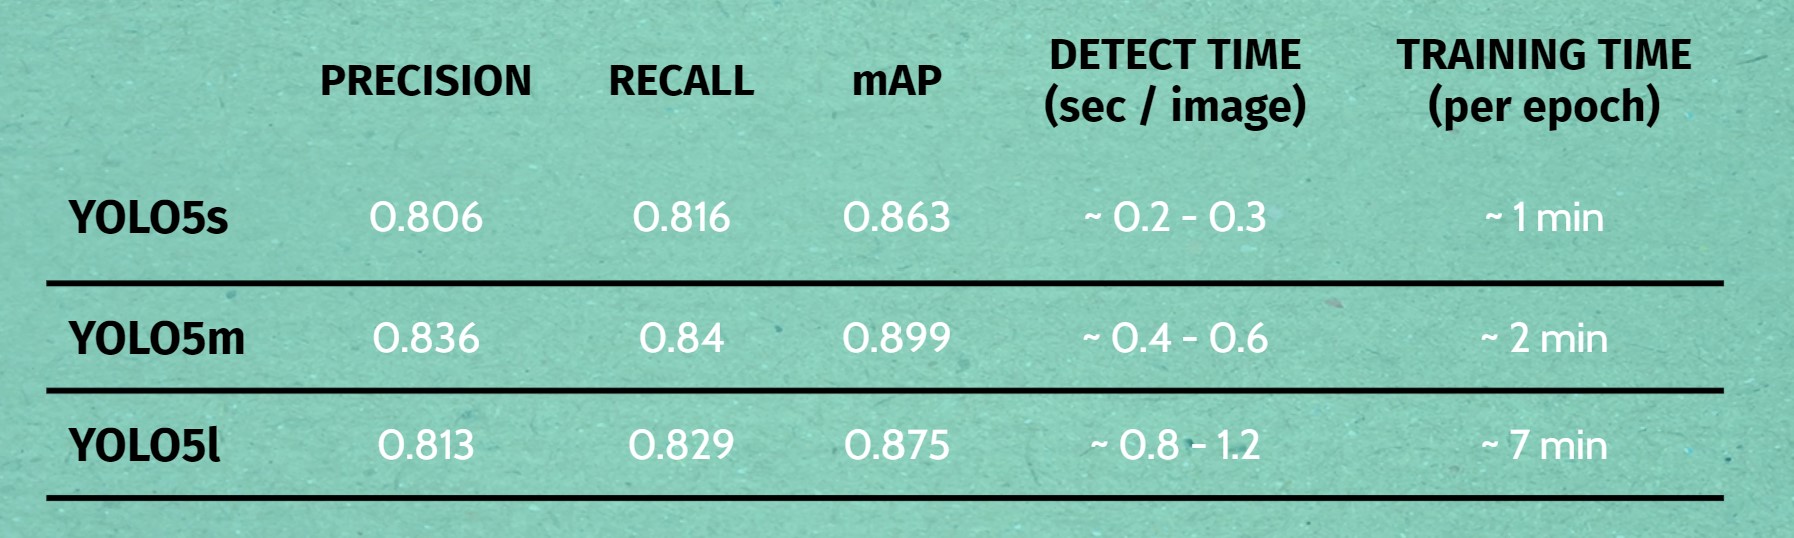 PRECISION RECALL mAP DETECT TIME (sec / image) TRAINING TIME (per epoch)
YOLO5s 0.806 0.816 0.863 ~ 0.2 - 0.3 ~ 1 min
YOLO5m 0.836 0.84 0.899 ~ 0.4 - 0.6 ~ 2 min
YOLO5l 0.813 0.829 0.875 ~ 0.8 - 1.2 ~ 7 min